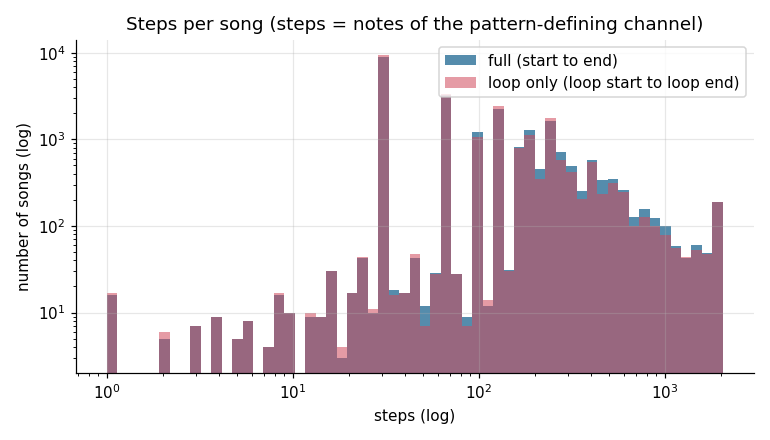 Steps per song (steps = notes of the pattern-defining channel)
full (start to end)
loop only (loop start to loop end)
number of songs (log)
10⁴
10³
10²
10¹
10⁰ 10¹ 10² 10³
steps (log)